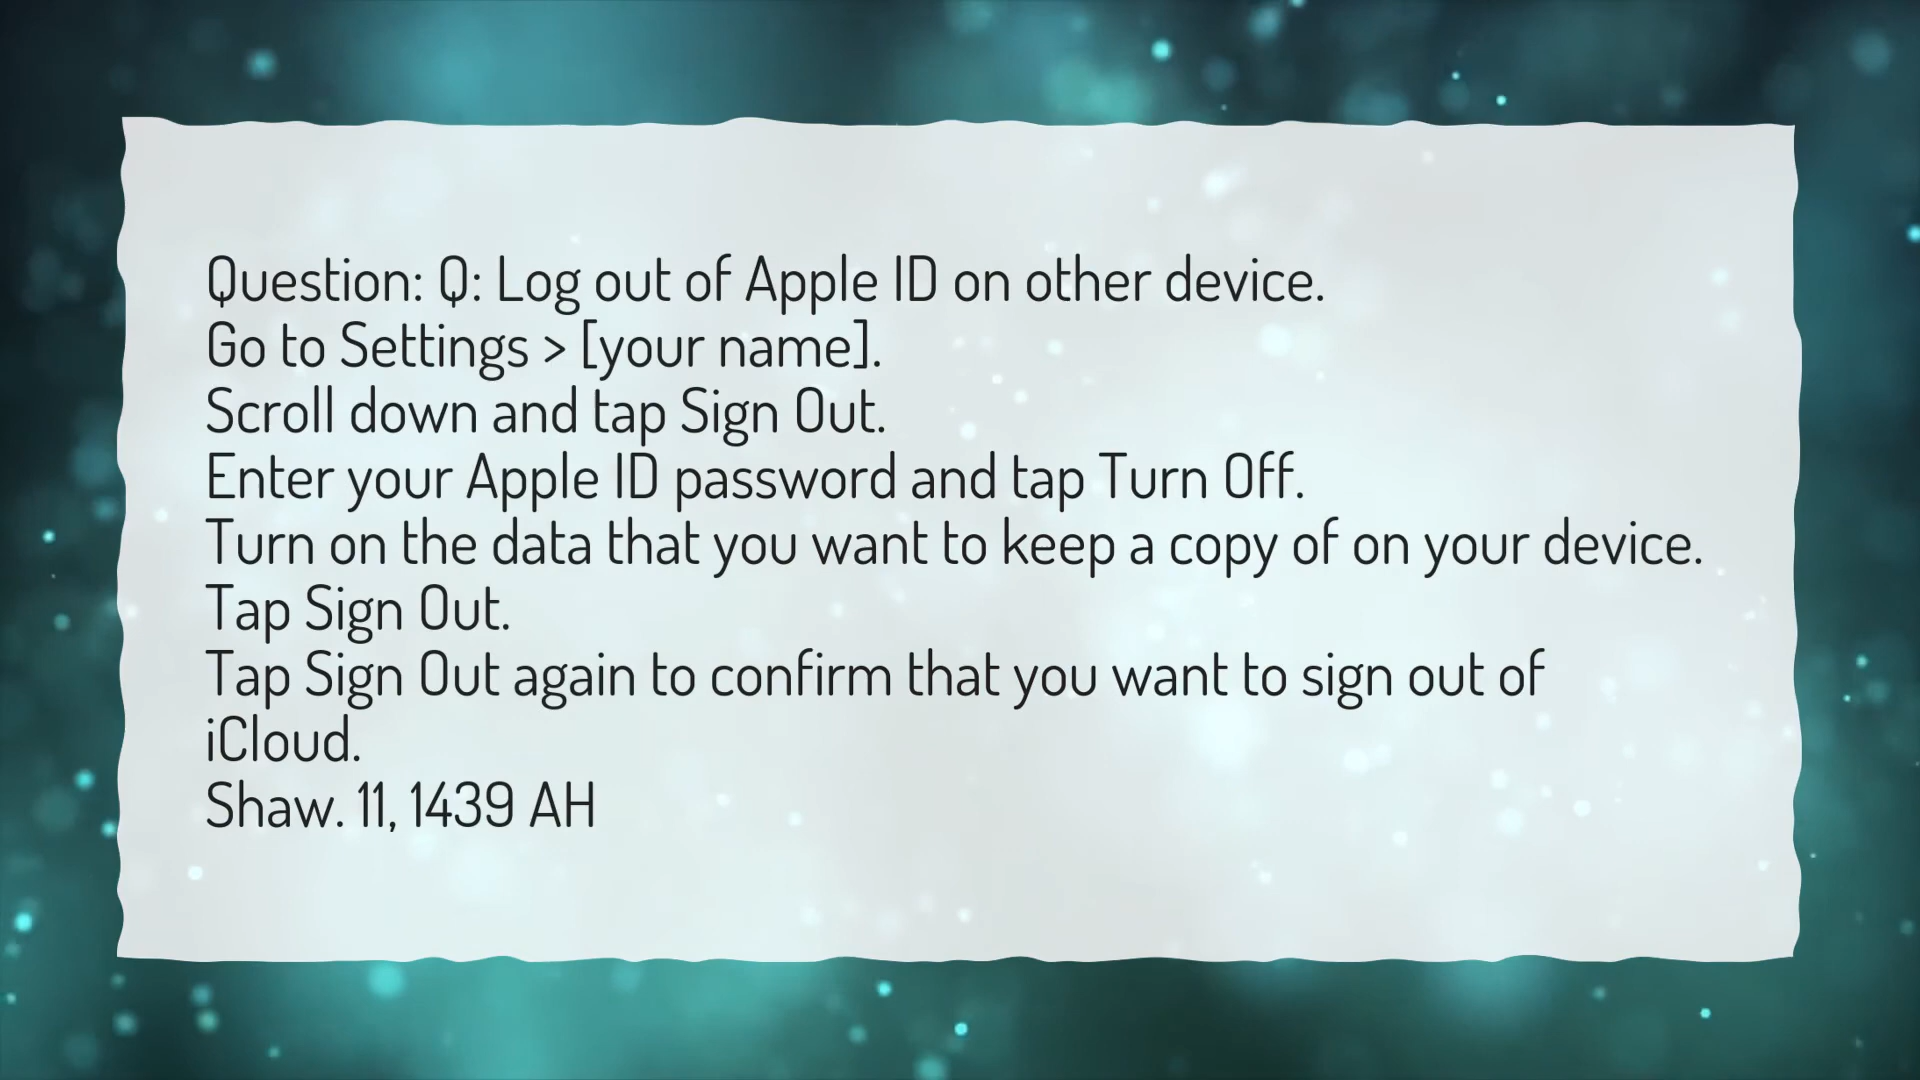 Question: Q: Log out of Apple ID on other device.
Go to Settings > [your name].
Scroll down and tap Sign Out.
Enter your Apple ID password and tap Turn Off.
Turn on the data that you want to keep a copy of on your device.
Tap Sign Out.
Tap Sign Out again to confirm that you want to sign out of
iCloud.
Shaw. 11, 1439 AH